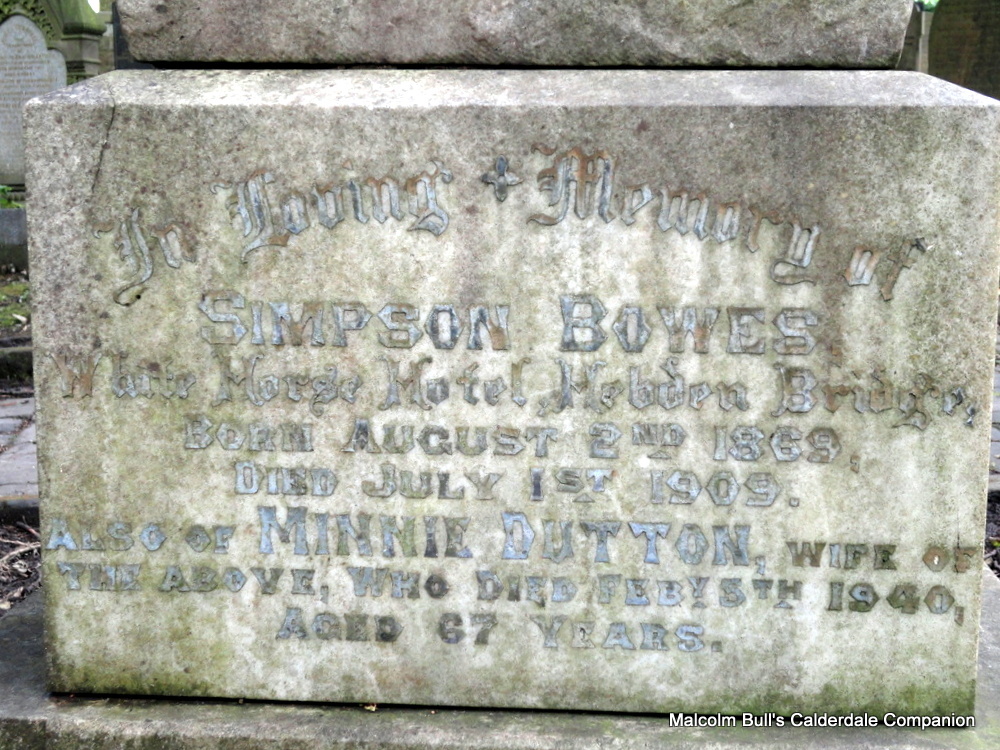 In Loving + Memory of
SIMPSON BOWES,
White Horse Hotel, Hebden Bridge,
BORN AUGUST 2ND 1869,
DIED JULY 1ST 1909.
ALSO OF MINNIE DUTTON, WIFE OF
THE ABOVE, WHO DIED FEBY 5TH 1940,
AGED 67 YEARS.
Malcolm Bull's Calderdale Companion